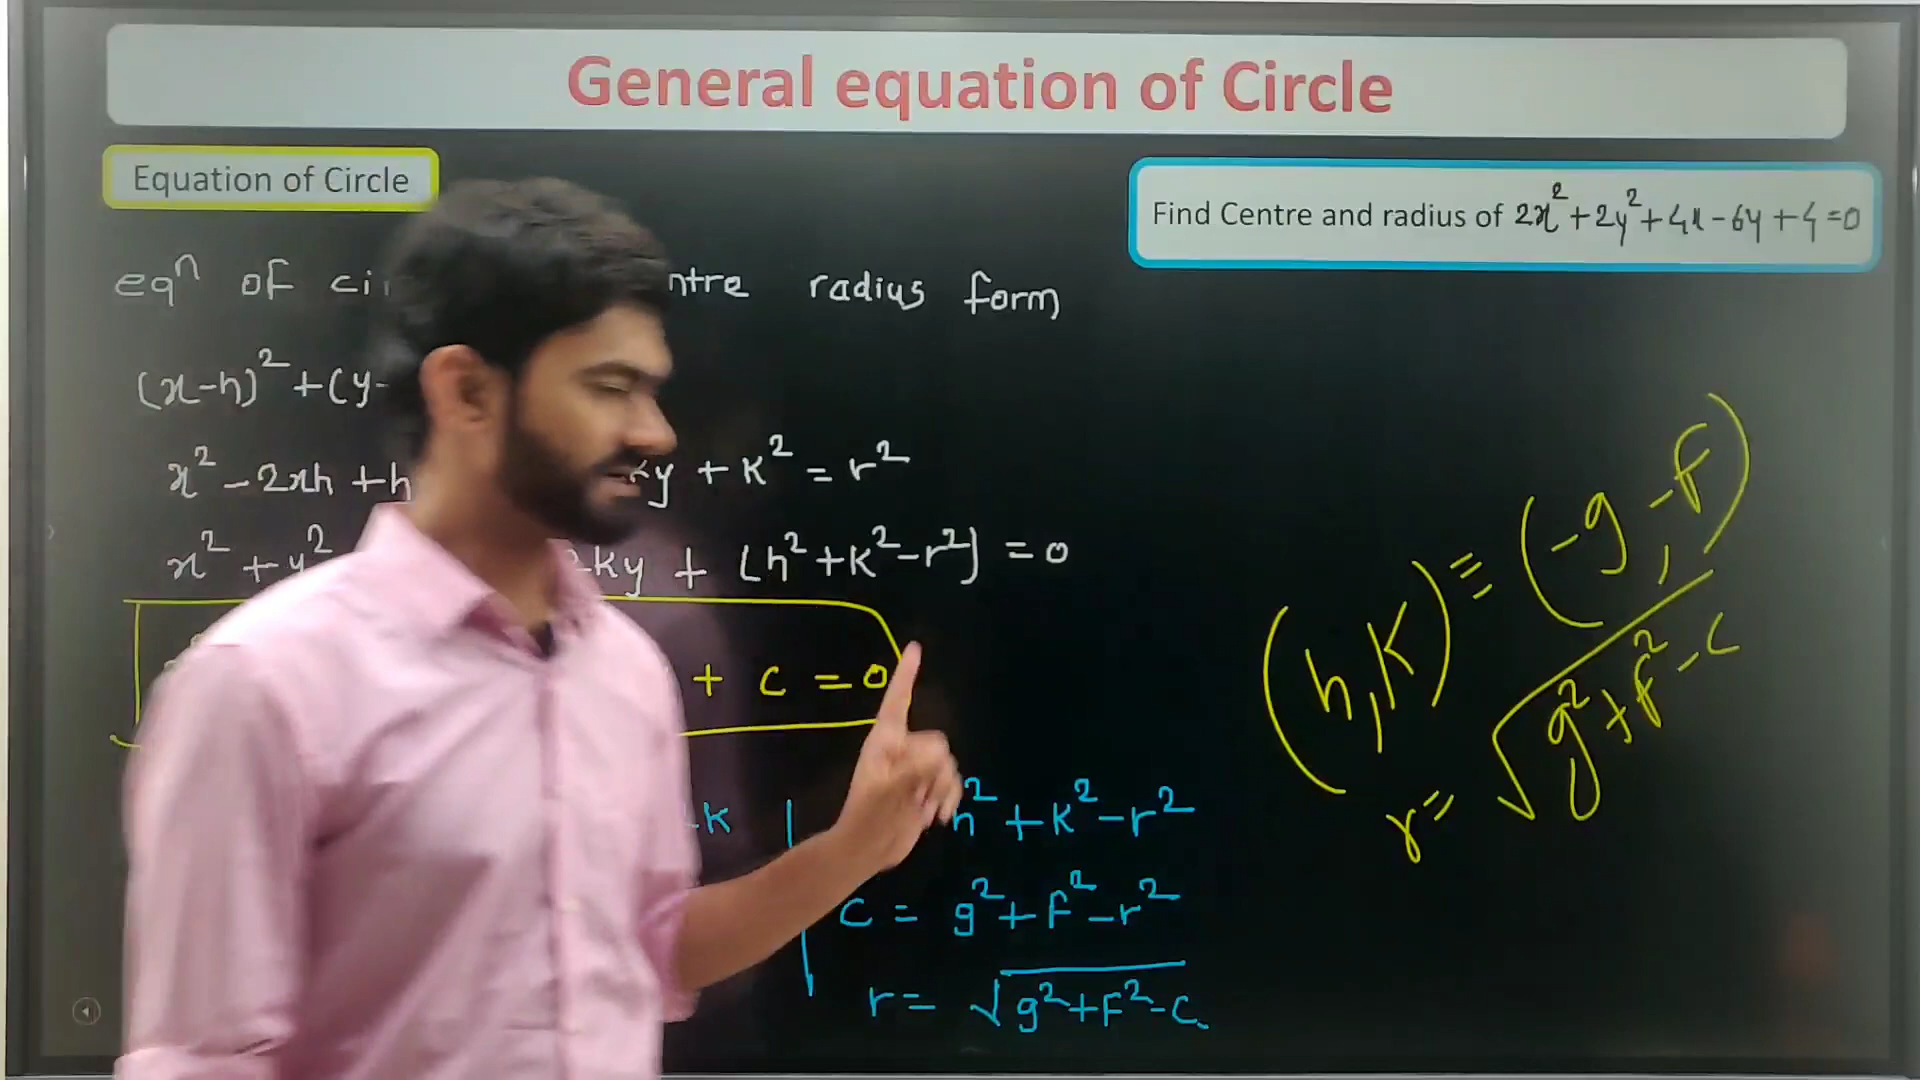 General equation of Circle
Equation of Circle
Find Centre and radius of 2x²+2y²+4x-6y+4=0
eqⁿ of ci ntre radius form
(x-h)²+(y-
x²-2xh+h ky+k²=r²
x²+y² 2ky+[h²+k²-r²]=0
+ c =0
-k | h²+k²-r²
c = g²+f²-r²
r= √g²+f²-c
(h,k)≡(-g,-f)
r= √g²+f²-c